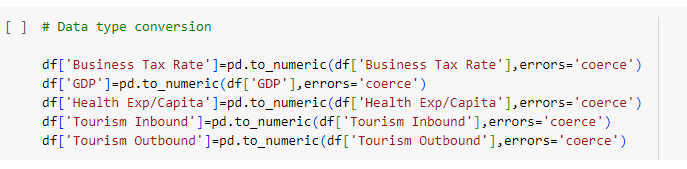 [ ] # Data type conversion
df['Business Tax Rate']=pd.to_numeric(df['Business Tax Rate'],errors='coerce')
df['GDP']=pd.to_numeric(df['GDP'],errors='coerce')
df['Health Exp/Capita']=pd.to_numeric(df['Health Exp/Capita'],errors='coerce')
df['Tourism Inbound']=pd.to_numeric(df['Tourism Inbound'],errors='coerce')
df['Tourism Outbound']=pd.to_numeric(df['Tourism Outbound'],errors='coerce')